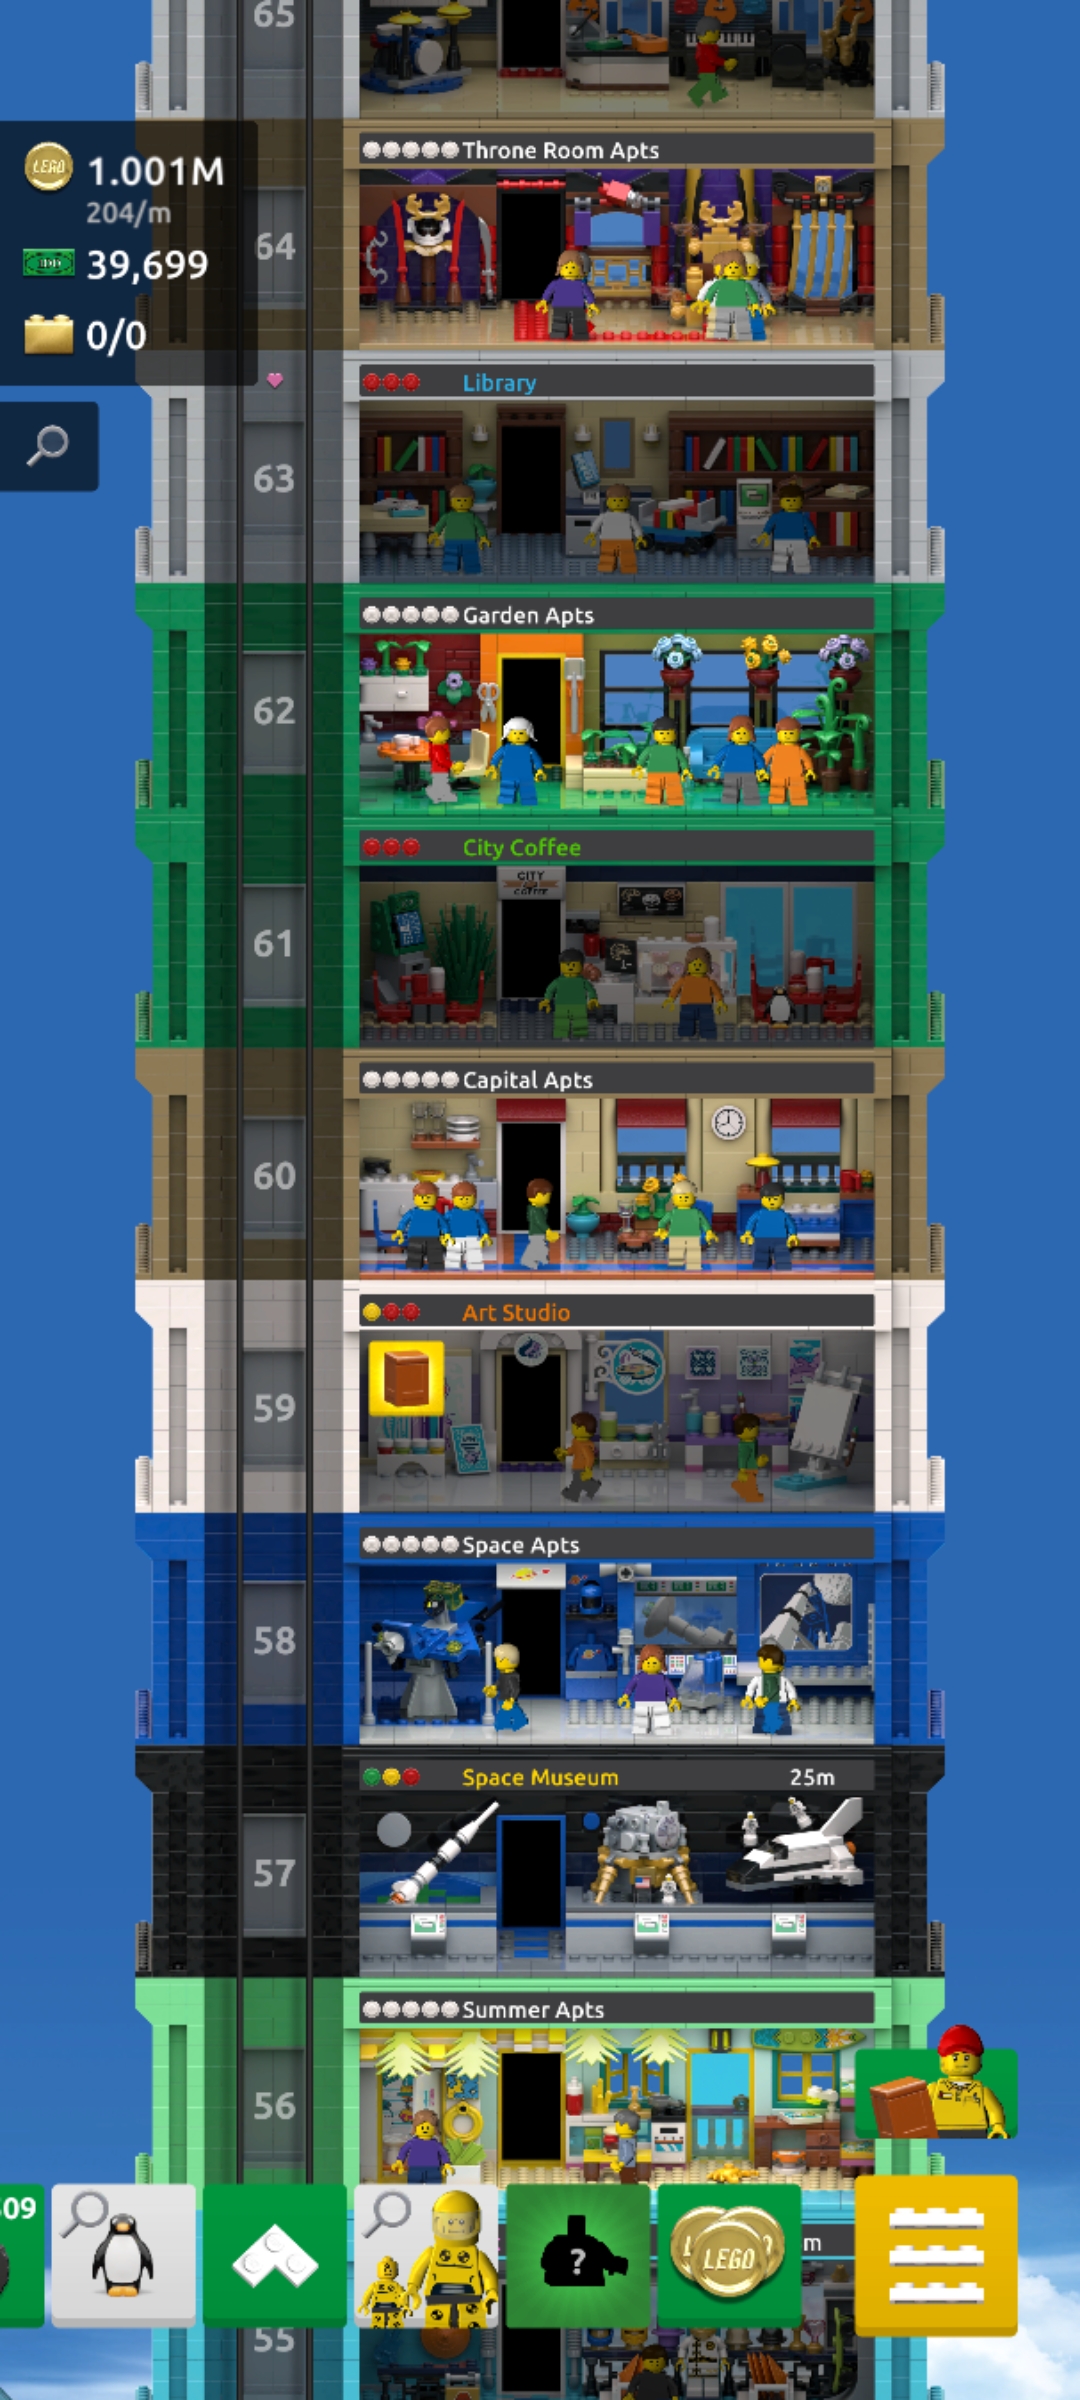 65
LEGO 1.001M
204/m
Throne Room Apts
39,699
64
0/0
Library
63
Garden Apts
62
City Coffee
CITY
COFFEE
61
Capital Apts
60
Art Studio
59
Space Apts
58
Space Museum 25m
57
Summer Apts
56
09
?
LEGO
m
55